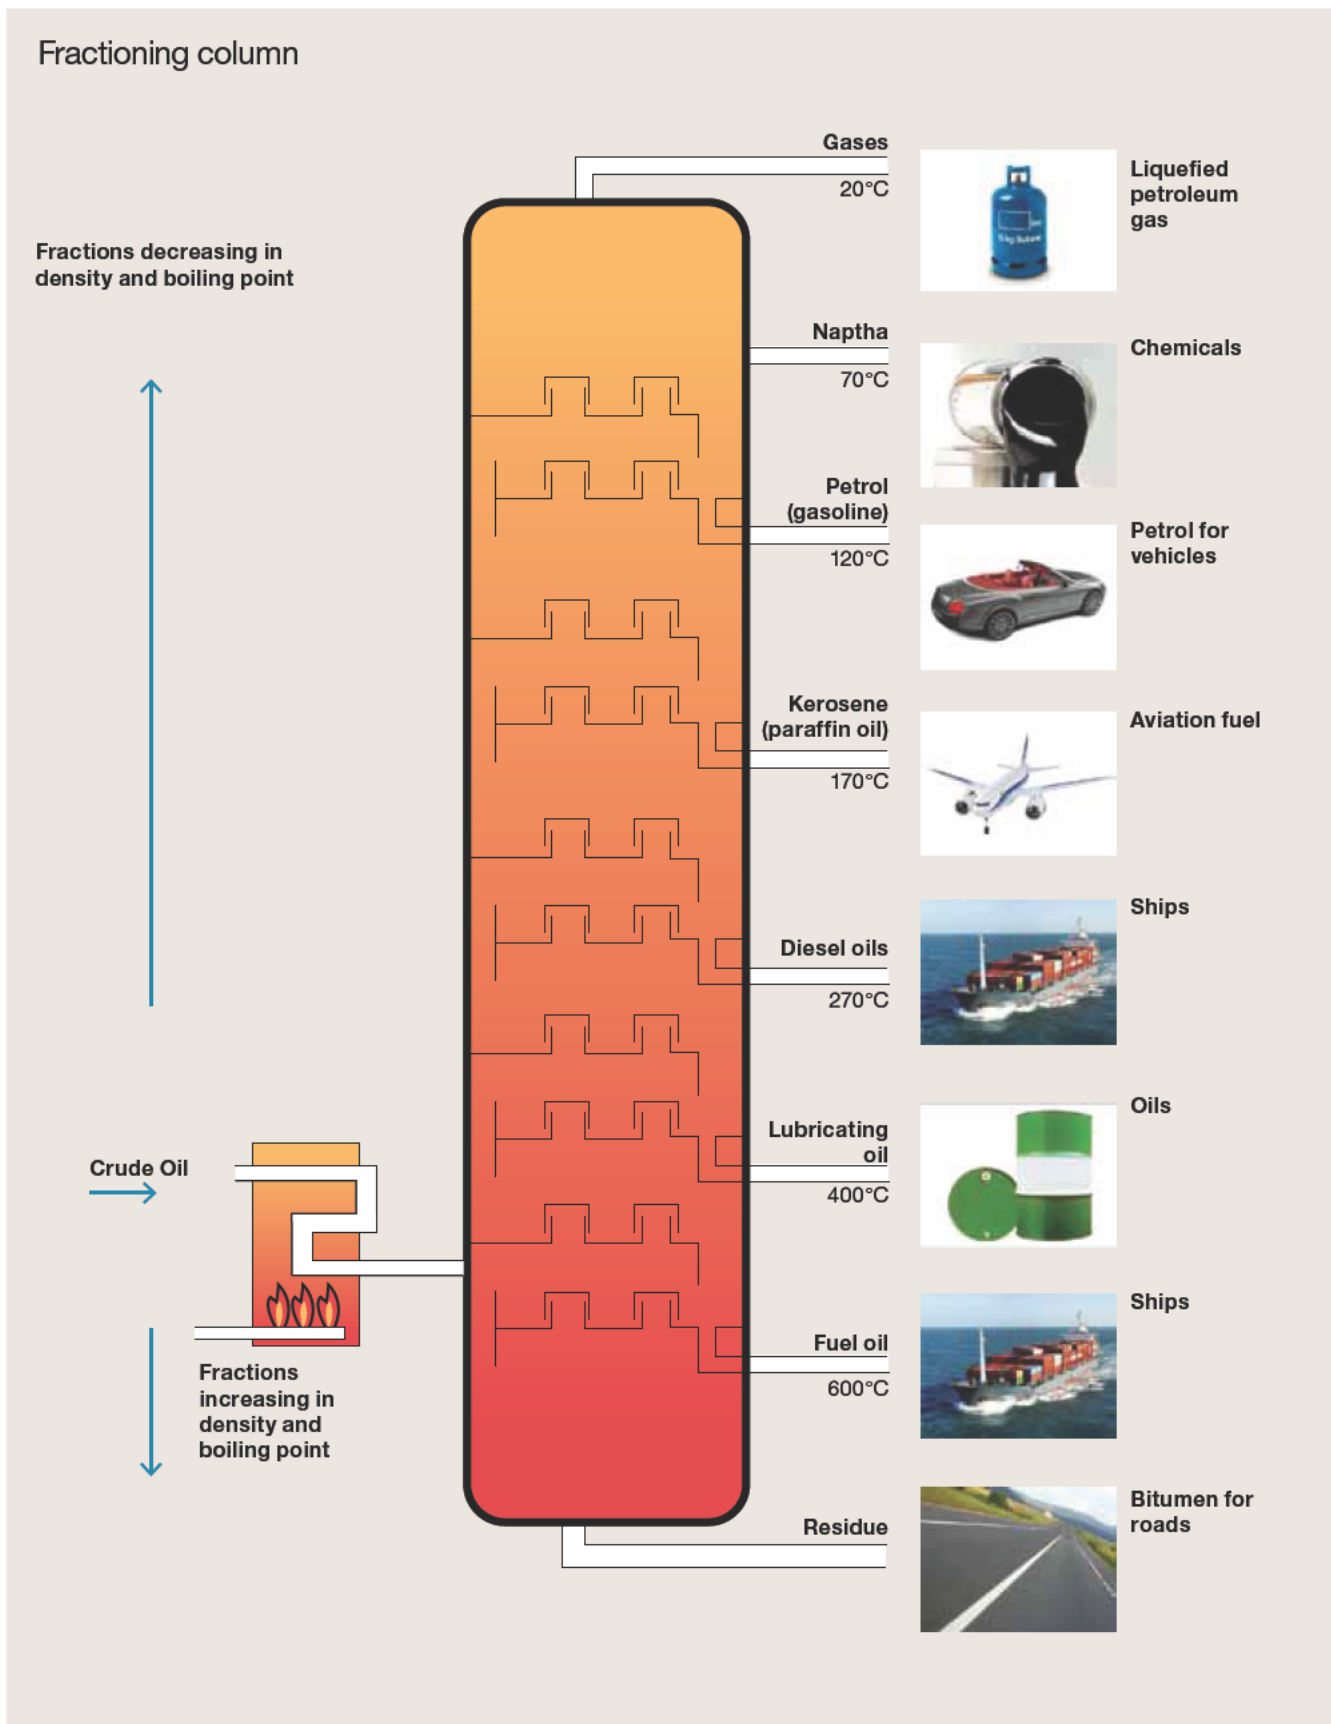 Fractioning column
Gases
20°C
Liquefied
petroleum
gas
Fractions decreasing in
density and boiling point
Naptha
70°C
Chemicals
Petrol
(gasoline)
120°C
Petrol for
vehicles
Kerosene
(paraffin oil)
170°C
Aviation fuel
Diesel oils
270°C
Ships
Crude Oil
Lubricating
oil
400°C
Oils
Fractions
increasing in
density and
boiling point
Fuel oil
600°C
Ships
Residue
Bitumen for
roads